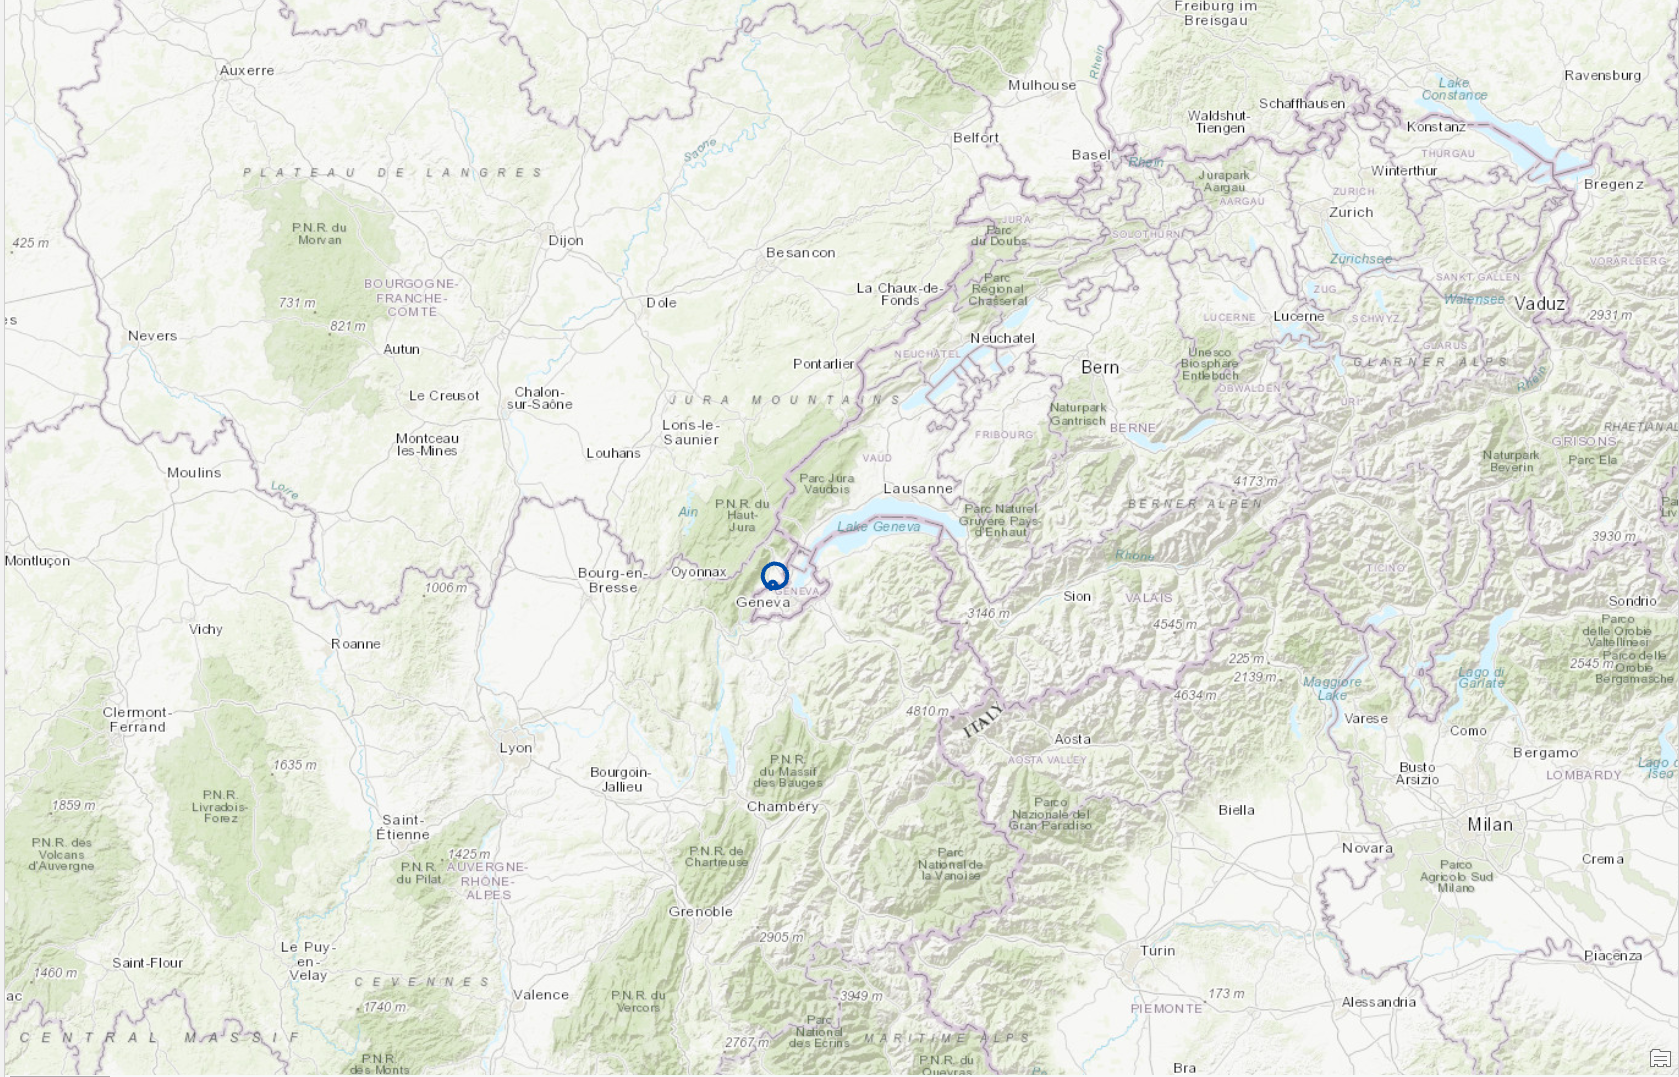 Freiburg im
Breisgau
Auxerre
Mulhouse
Rhein
Ravensburg
Lake
Constance
Schaffhausen
Waldshut-
Tiengen
Konstanz
Belfort
Saone
Basel
Rhein
THURGAU
Winterthur
PLATEAU DE LANGRES
Jurapark
Aargau
AARGAU
ZURICH
Zurich
Bregenz
P.N.R. du
Morvan
425 m
Dijon
JURA
Parc
du Doubs
SOLOTHURN
Besancon
Zürichsee
VORARLBERG
BOURGOGNE-
FRANCHE-
COMTE
La Chaux-de-
Fonds
Parc
Régional
Chasseral
SANKT GALLEN
ZUG
Walensee
Vaduz
731 m
Dole
821 m
LUCERNE
Lucerne
SCHWYZ
2931 m
Nevers
Autun
Neuchatel
NEUCHÂTEL
GLARUS
GLARNER ALPS
Pontarlier
Bern
Unesco
Biosphäre
Entlebuch
OBWALDEN
Rhein
Le Creusot
Chalon-
sur-Saône
JURA MOUNTAINS
URI
Naturpark
Gantrisch
BERNE
Lons-le-
Saunier
FRIBOURG
Montceau
les-Mines
Louhans
VAUD
RHAETIAN AL
GRISONS
Naturpark
Beverin
Parc Ela
Moulins
Loire
Parc Jura
Vaudois
Lausanne
4173 m
BERNER ALPEN
Ain
P.N.R. du
Haut-
Jura
Lake Geneva
Parc Naturel
Gruyère Pays-
d'Enhaut
3930 m
Montluçon
Rhone
TICINO
Bourg-en-
Bresse
Oyonnax
1006 m
GENEVA
Geneva
Sion
VALAIS
3146 m
4545 m
Sondrio
Vichy
Roanne
Parco
delle Orobie
Valtellinesi
Parco delle
Orobie
Bergamasche
2545 m
225 m
2139 m
Maggiore
Lake
Lago di
Garlate
4634 m
Clermont-
Ferrand
4810 m
ITALY
Varese
Como
Lyon
Aosta
AOSTA VALLEY
Bergamo
LOMBARDY
Lago d
Iseo
1635 m
P.N.R.
du Massif
des Bauges
Bourgoin-
Jallieu
Busto
Arsizio
1859 m
P.N.R.
Livradois-
Forez
Chambéry
Parco
Nazionale del
Gran Paradiso
Biella
Milan
Saint-
Étienne
P.N.R. des
Volcans
d'Auvergne
P.N.R.
du Pilat
1425 m
AUVERGNE-
RHÔNE-
ALPES
P.N.R. de
Chartreuse
Parc
National de
la Vanoise
Novara
Crema
Parco
Agricolo Sud
Milano
Grenoble
2905 m
Le Puy-
en-
Velay
Saint-Flour
Turin
Piacenza
1460 m
CEVENNES
Valence
P.N.R. du
Vercors
3949 m
173 m
PIEMONTE
Alessandria
1740 m
CENTRAL MASSIF
Parc
National
des Ecrins
MARITIME ALPS
2767 m
P.N.R.
des Monts
P.N.R. du
Queyras
Bra